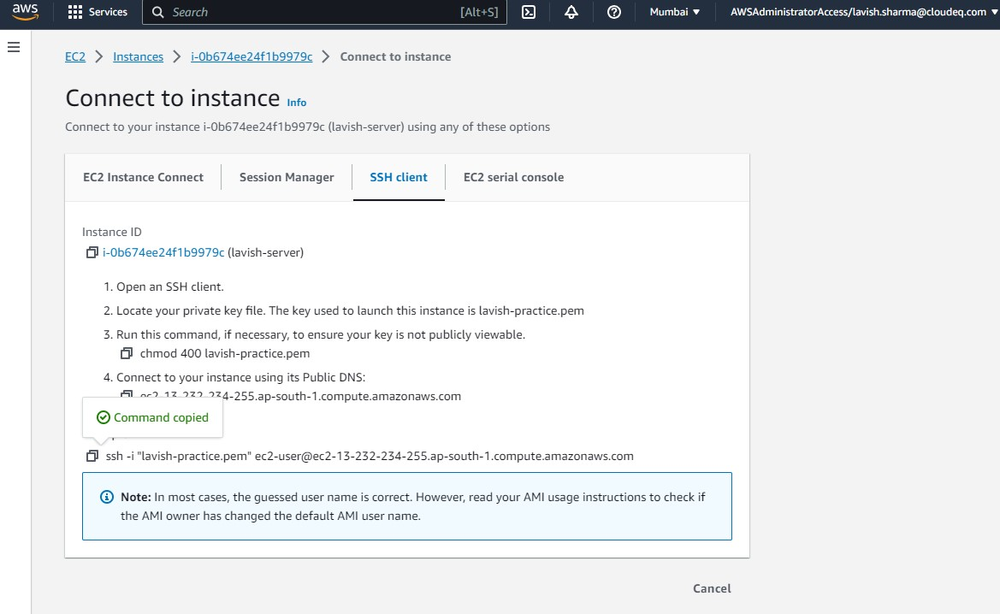 aws
Services
Search [Alt+S]
Mumbai
AWSAdministratorAccess/lavish.sharma@cloudeq.com
EC2 Instances i-0b674ee24f1b9979c Connect to instance
Connect to instance Info
Connect to your instance i-0b674ee24f1b9979c (lavish-server) using any of these options
EC2 Instance Connect
Session Manager
SSH client
EC2 serial console
Instance ID
i-0b674ee24f1b9979c (lavish-server)
1. Open an SSH client.
2. Locate your private key file. The key used to launch this instance is lavish-practice.pem
3. Run this command, if necessary, to ensure your key is not publicly viewable.
chmod 400 lavish-practice.pem
4. Connect to your instance using its Public DNS:
ec2-13-232-234-255.ap-south-1.compute.amazonaws.com
Command copied
ssh -i "lavish-practice.pem" ec2-user@ec2-13-232-234-255.ap-south-1.compute.amazonaws.com
Note: In most cases, the guessed user name is correct. However, read your AMI usage instructions to check if
the AMI owner has changed the default AMI user name.
Cancel